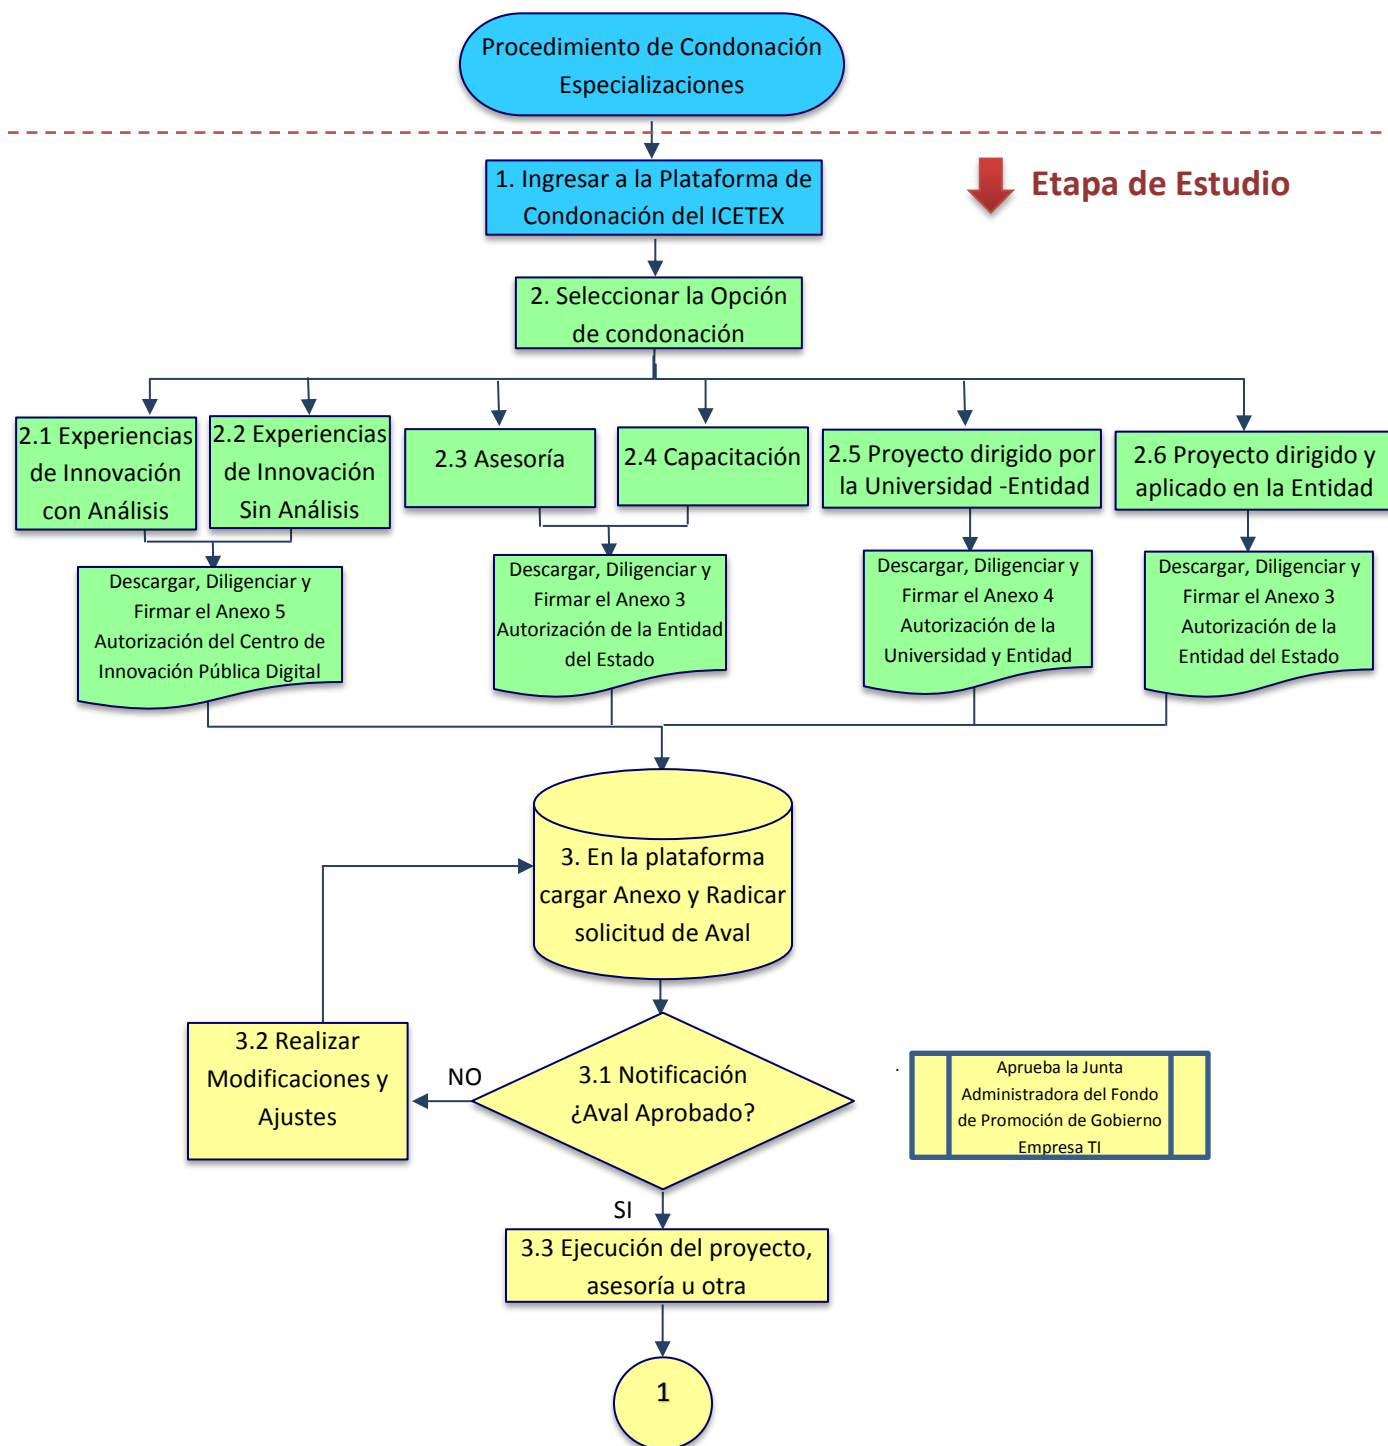 Procedimiento de Condonación
Especializaciones
1. Ingresar a la Plataforma de
Condonación del ICETEX
Etapa de Estudio
2. Seleccionar la Opción
de condonación
2.1 Experiencias
de Innovación
con Análisis
2.2 Experiencias
de Innovación
Sin Análisis
2.3 Asesoría
2.4 Capacitación
2.5 Proyecto dirigido por
la Universidad -Entidad
2.6 Proyecto dirigido y
aplicado en la Entidad
Descargar, Diligenciar y
Firmar el Anexo 5
Autorización del Centro de
Innovación Pública Digital
Descargar, Diligenciar y
Firmar el Anexo 3
Autorización de la Entidad
del Estado
Descargar, Diligenciar y
Firmar el Anexo 4
Autorización de la
Universidad y Entidad
Descargar, Diligenciar y
Firmar el Anexo 3
Autorización de la
Entidad del Estado
3. En la plataforma
cargar Anexo y Radicar
solicitud de Aval
3.2 Realizar
Modificaciones y
Ajustes
NO
3.1 Notificación
¿Aval Aprobado?
.
Aprueba la Junta
Administradora del Fondo
de Promoción de Gobierno
Empresa TI
SI
3.3 Ejecución del proyecto,
asesoría u otra
1